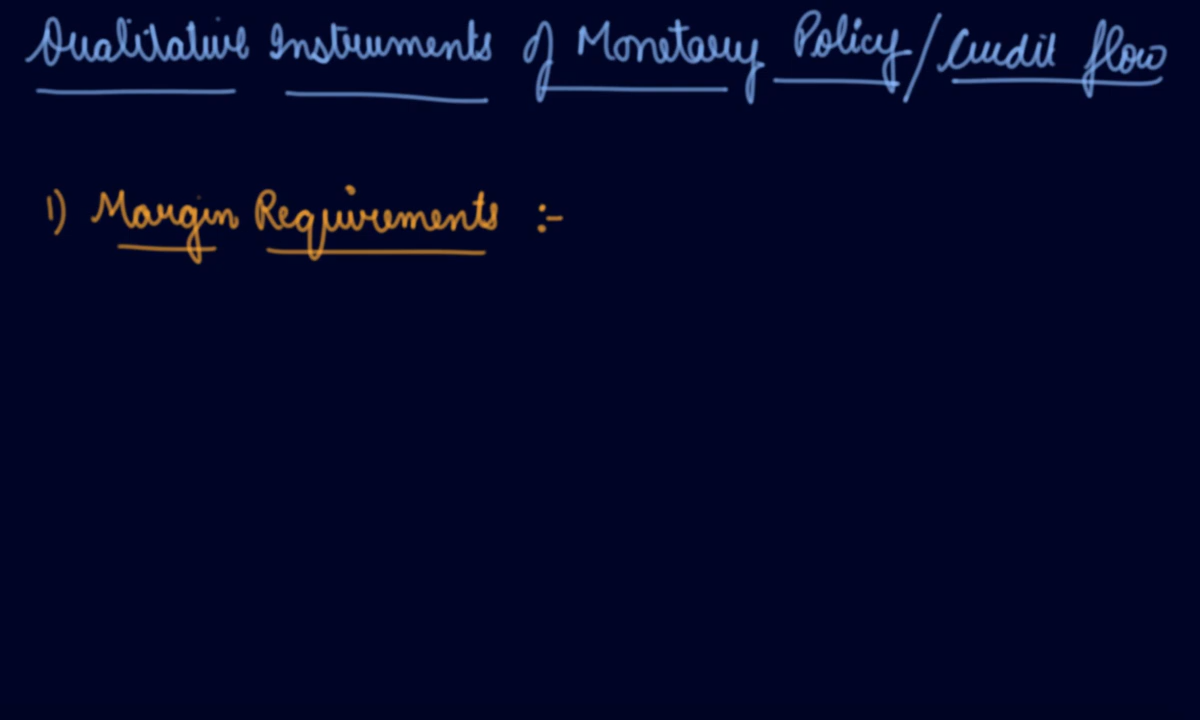 Qualitative Instruments of Monetary Policy/Credit flow
1) Margin Requirements :-